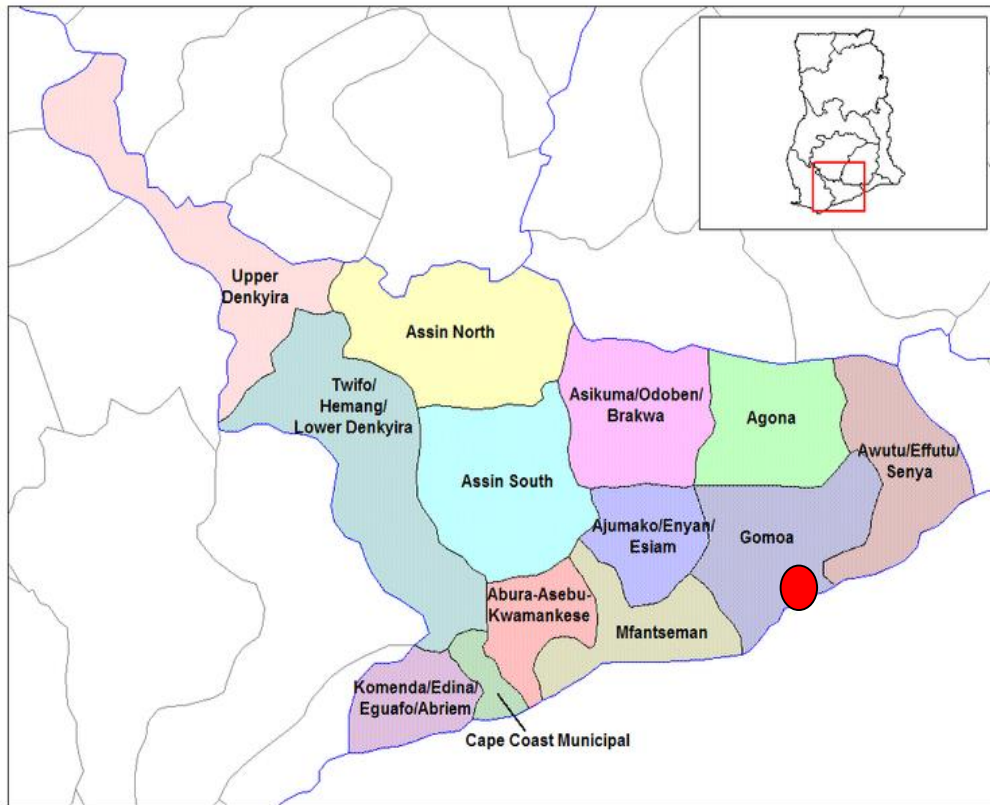 Upper
Denkyira
Assin North
Twifo/
Hemang/
Lower Denkyira
Asikuma/Odoben/
Brakwa
Agona
Awutu/Effutu/
Senya
Assin South
Ajumako/Enyan/
Esiam
Gomoa
Abura-Asebu-
Kwamankese
Mfantseman
Komenda/Edina/
Eguafo/Abriem
Cape Coast Municipal